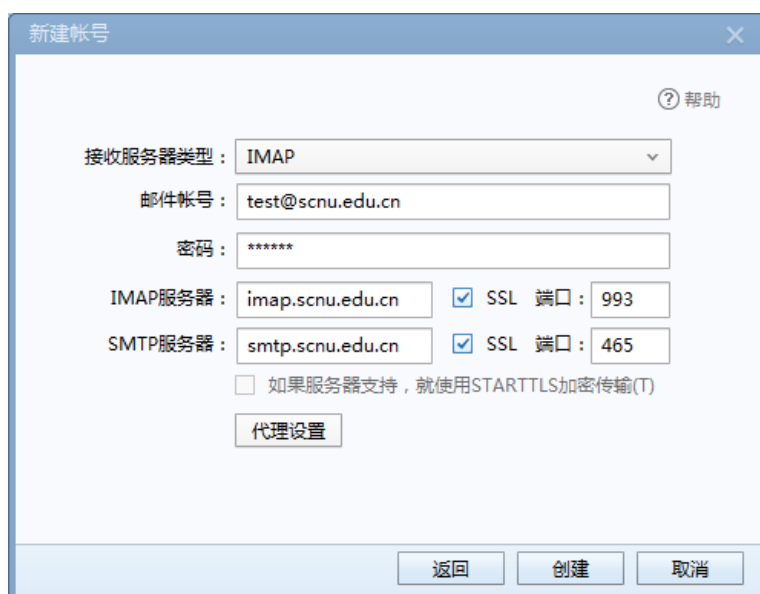 新建帐号
帮助
接收服务器类型： IMAP
邮件帐号： test@scnu.edu.cn
密码： ******
IMAP服务器： imap.scnu.edu.cn SSL 端口： 993
SMTP服务器： smtp.scnu.edu.cn SSL 端口： 465
如果服务器支持，就使用STARTTLS加密传输(T)
代理设置
返回 创建 取消